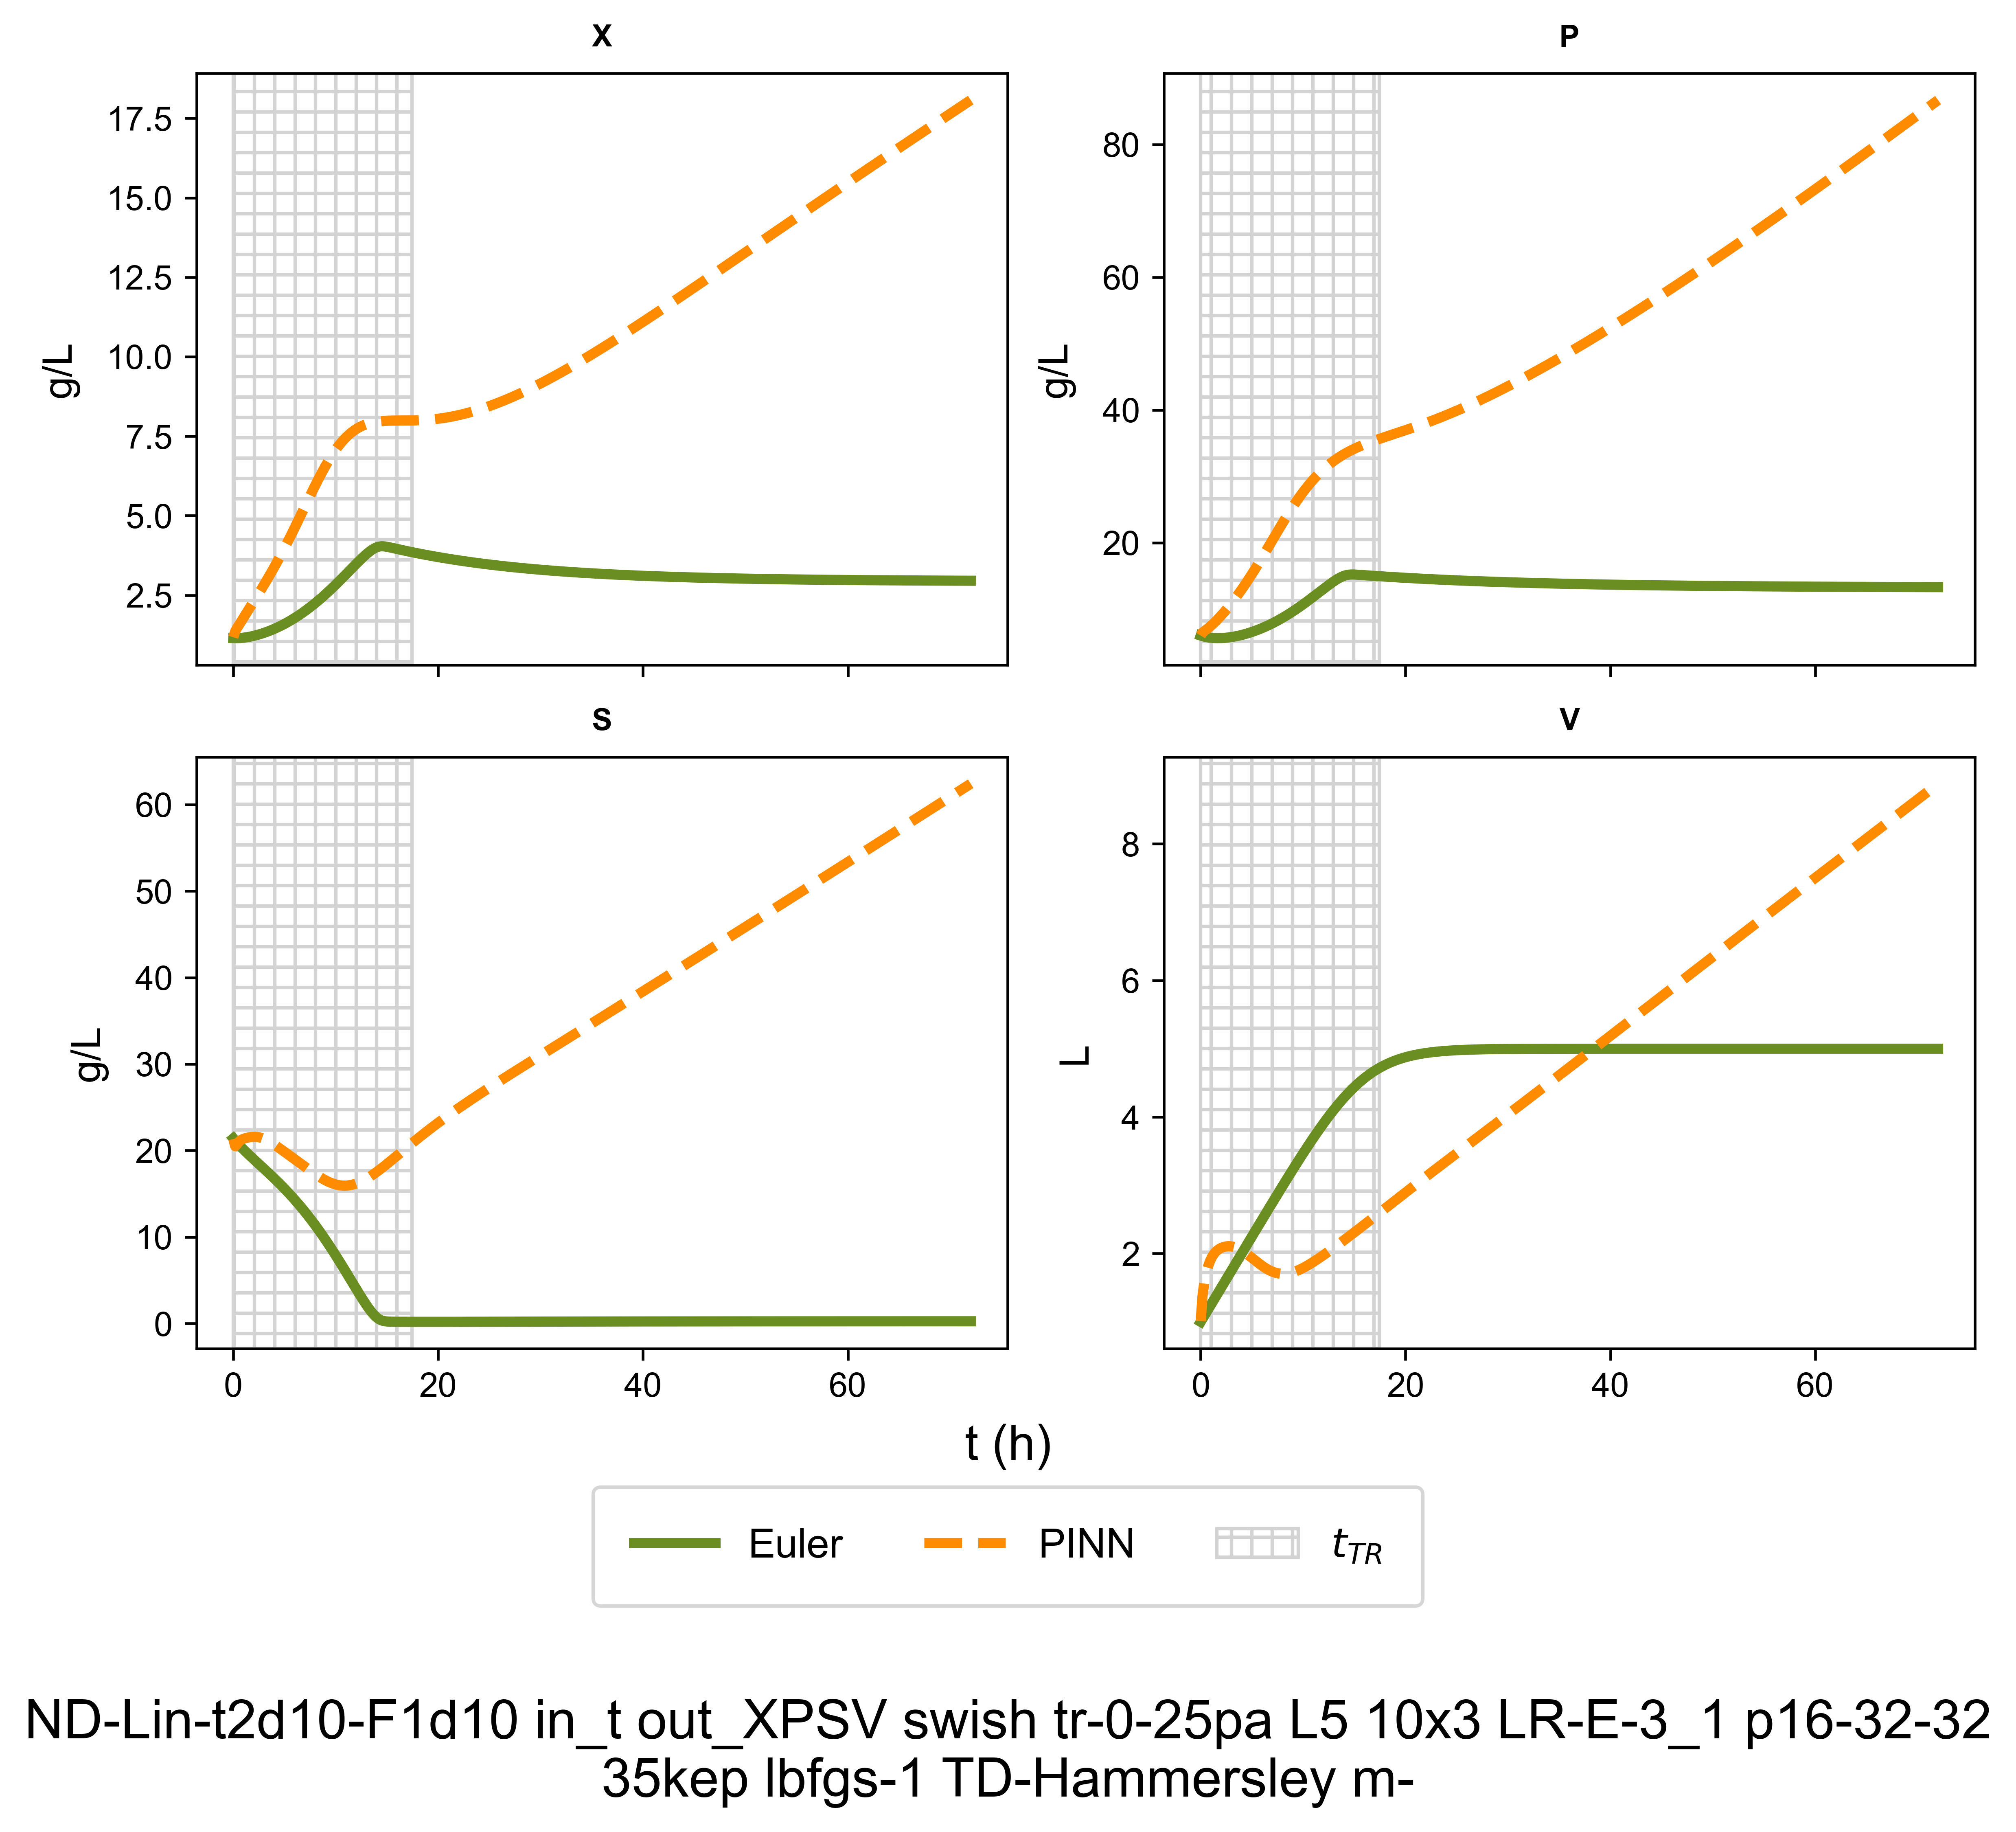 X
P
17.5
15.0
12.5
10.0
7.5
5.0
2.5
g/L
80
60
40
20
g/L
S
V
60
50
40
30
20
10
0
g/L
8
6
4
2
L
0 20 40 60
0 20 40 60
t (h)
Euler PINN t_TR
ND-Lin-t2d10-F1d10 in_t out_XPSV swish tr-0-25pa L5 10x3 LR-E-3_1 p16-32-32
35kep lbfgs-1 TD-Hammersley m-